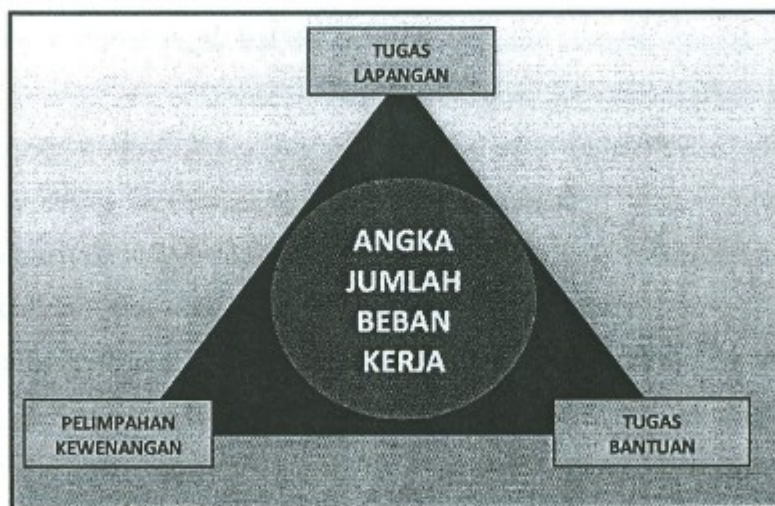 TUGAS
LAPANGAN
ANGKA
JUMLAH
BEBAN
KERJA
PELIMPAHAN
KEWENANGAN
TUGAS
BANTUAN